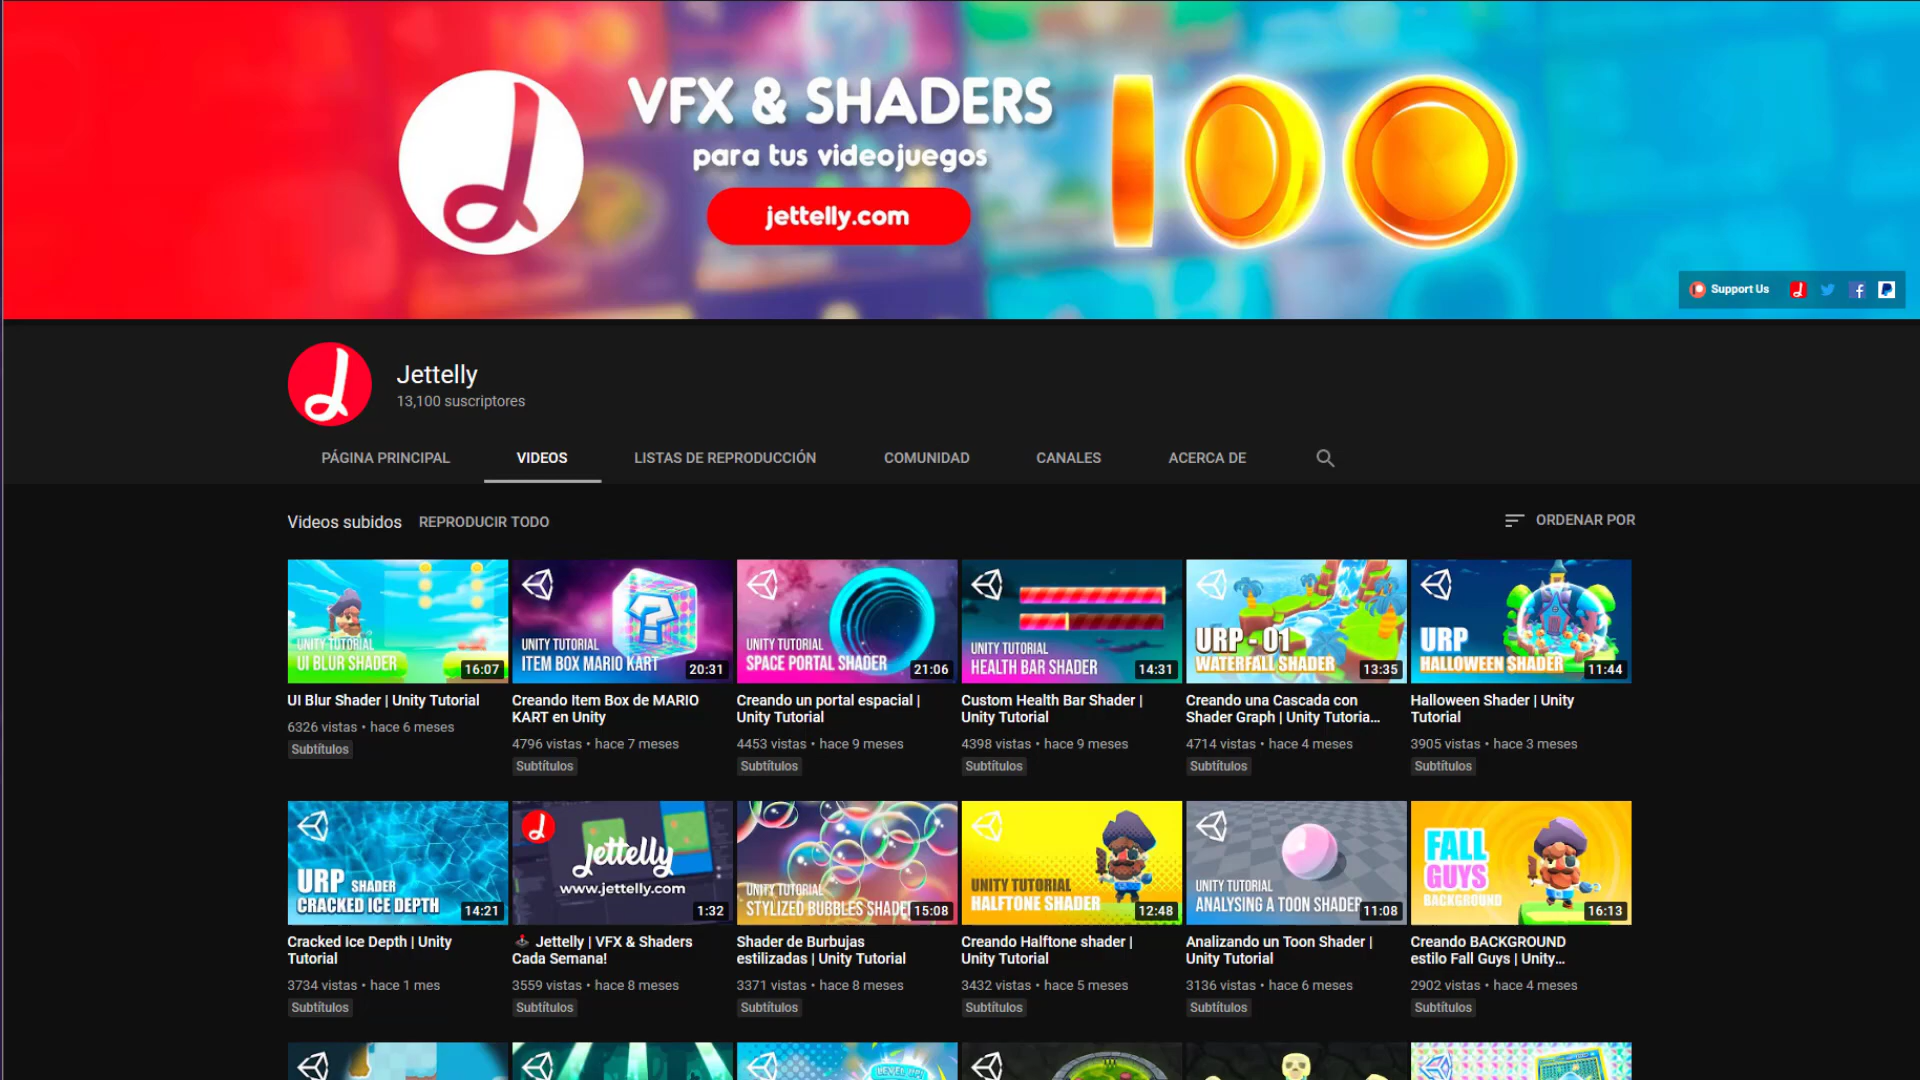 VFX & SHADERS
para tus videojuegos
jettelly.com
Support Us
Jettelly
13,100 suscriptores
PÁGINA PRINCIPAL VIDEOS LISTAS DE REPRODUCCIÓN COMUNIDAD CANALES ACERCA DE
Videos subidos REPRODUCIR TODO ORDENAR POR
UNITY TUTORIAL
UI BLUR SHADER
16:07
UI Blur Shader | Unity Tutorial
6326 vistas • hace 6 meses
Subtítulos
UNITY TUTORIAL
ITEM BOX MARIO KART
20:31
Creando Item Box de MARIO
KART en Unity
4796 vistas • hace 7 meses
Subtítulos
UNITY TUTORIAL
SPACE PORTAL SHADER
21:06
Creando un portal espacial |
Unity Tutorial
4453 vistas • hace 9 meses
Subtítulos
UNITY TUTORIAL
HEALTH BAR SHADER
14:31
Custom Health Bar Shader |
Unity Tutorial
4398 vistas • hace 9 meses
Subtítulos
URP - 01
WATERFALL SHADER
13:35
Creando una Cascada con
Shader Graph | Unity Tutoria...
4714 vistas • hace 4 meses
Subtítulos
URP
HALLOWEEN SHADER
11:44
Halloween Shader | Unity
Tutorial
3905 vistas • hace 3 meses
Subtítulos
URP SHADER
CRACKED ICE DEPTH
14:21
Cracked Ice Depth | Unity
Tutorial
3734 vistas • hace 1 mes
Subtítulos
jettelly
www.jettelly.com
1:32
Jettelly | VFX & Shaders
Cada Semana!
3559 vistas • hace 8 meses
Subtítulos
UNITY TUTORIAL
STYLIZED BUBBLES SHADER
15:08
Shader de Burbujas
estilizadas | Unity Tutorial
3371 vistas • hace 8 meses
Subtítulos
UNITY TUTORIAL
HALFTONE SHADER
12:48
Creando Halftone shader |
Unity Tutorial
3432 vistas • hace 5 meses
Subtítulos
UNITY TUTORIAL
ANALYSING A TOON SHADER
11:08
Analizando un Toon Shader |
Unity Tutorial
3136 vistas • hace 6 meses
Subtítulos
FALL
GUYS
BACKGROUND
16:13
Creando BACKGROUND
estilo Fall Guys | Unity...
2902 vistas • hace 4 meses
Subtítulos
LEVEL UP!